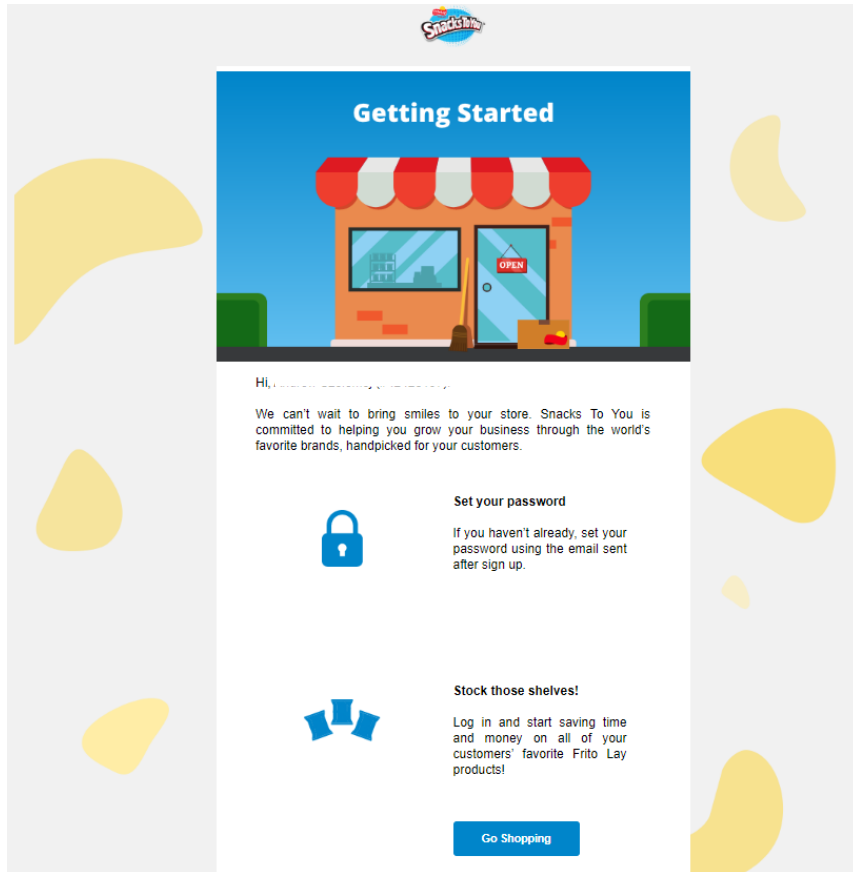 Snacks To You
Getting Started
OPEN
Hi,
We can’t wait to bring smiles to your store. Snacks To You is
committed to helping you grow your business through the world’s
favorite brands, handpicked for your customers.
Set your password
If you haven’t already, set your
password using the email sent
after sign up.
Stock those shelves!
Log in and start saving time
and money on all of your
customers’ favorite Frito Lay
products!
Go Shopping